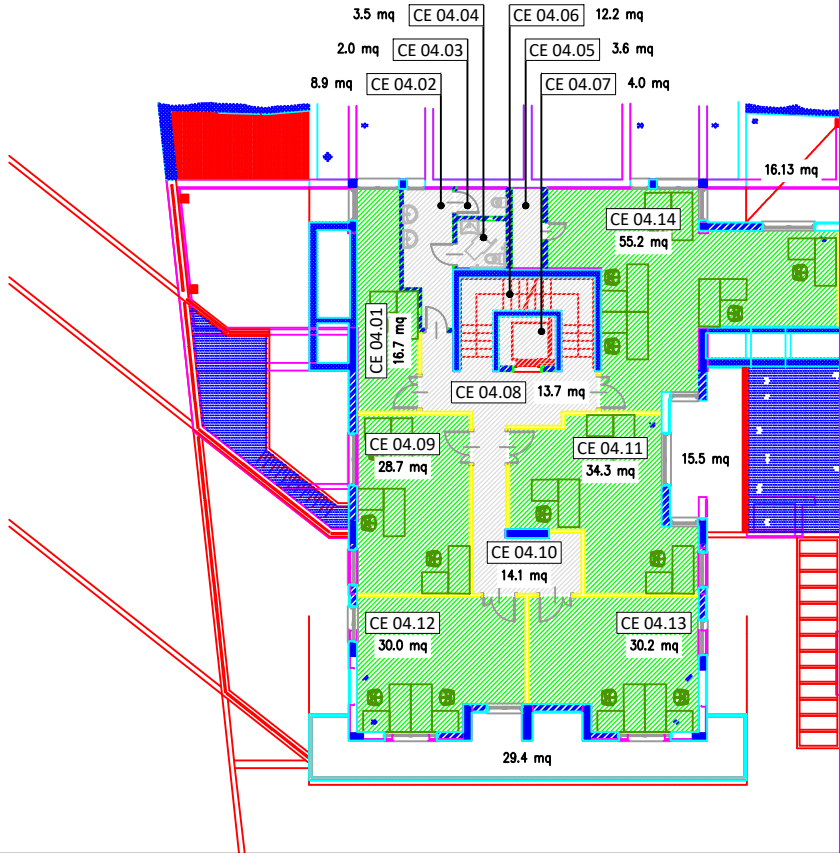 3.5 mq CE 04.04 CE 04.06 12.2 mq
2.0 mq CE 04.03 CE 04.05 3.6 mq
8.9 mq CE 04.02 CE 04.07 4.0 mq
16.13 mq
CE 04.14
55.2 mq
CE 04.01
16.7 mq
CE 04.08 13.7 mq
CE 04.09
28.7 mq
CE 04.11
34.3 mq
15.5 mq
CE 04.10
14.1 mq
CE 04.12
30.0 mq
CE 04.13
30.2 mq
29.4 mq